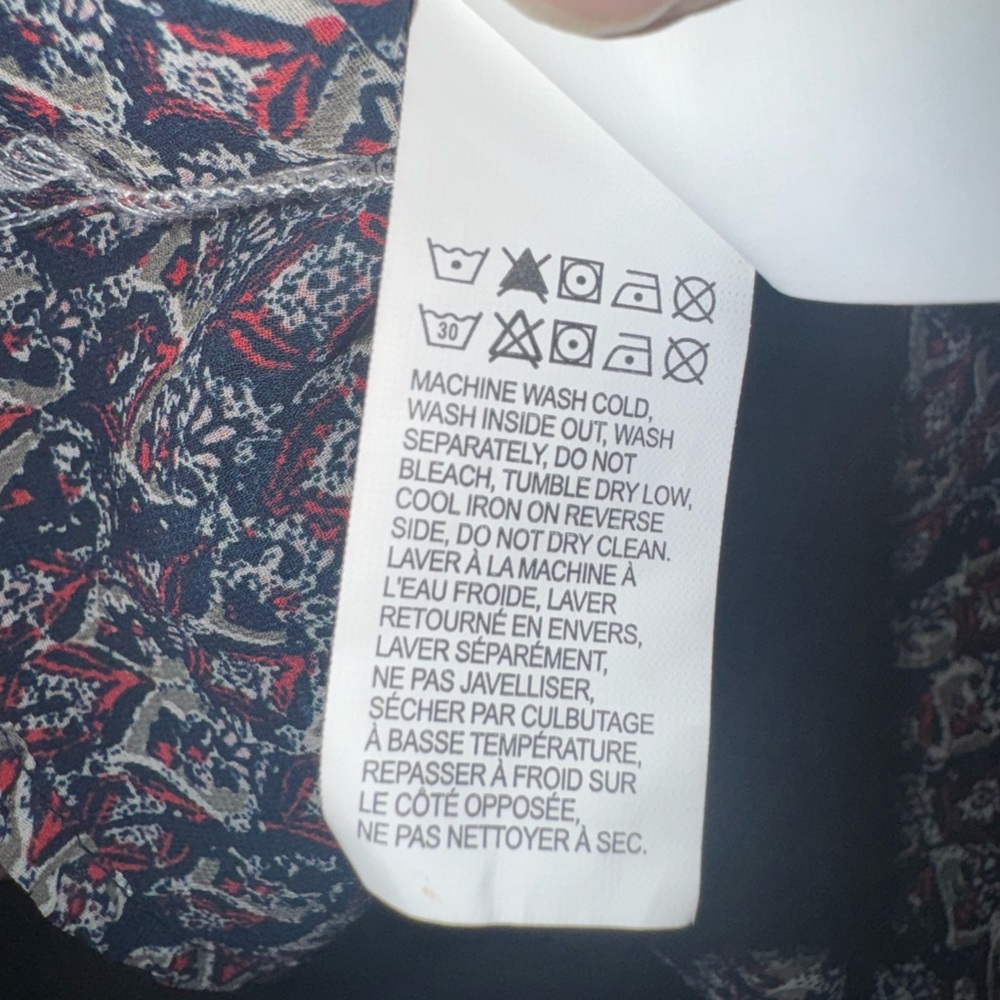 30
MACHINE WASH COLD,
WASH INSIDE OUT, WASH
SEPARATELY, DO NOT
BLEACH, TUMBLE DRY LOW,
COOL IRON ON REVERSE
SIDE, DO NOT DRY CLEAN.
LAVER À LA MACHINE À
L'EAU FROIDE, LAVER
RETOURNÉ EN ENVERS,
LAVER SÉPARÉMENT,
NE PAS JAVELLISER,
SÉCHER PAR CULBUTAGE
À BASSE TEMPÉRATURE,
REPASSER À FROID SUR
LE CÔTÉ OPPOSÉE,
NE PAS NETTOYER À SEC.